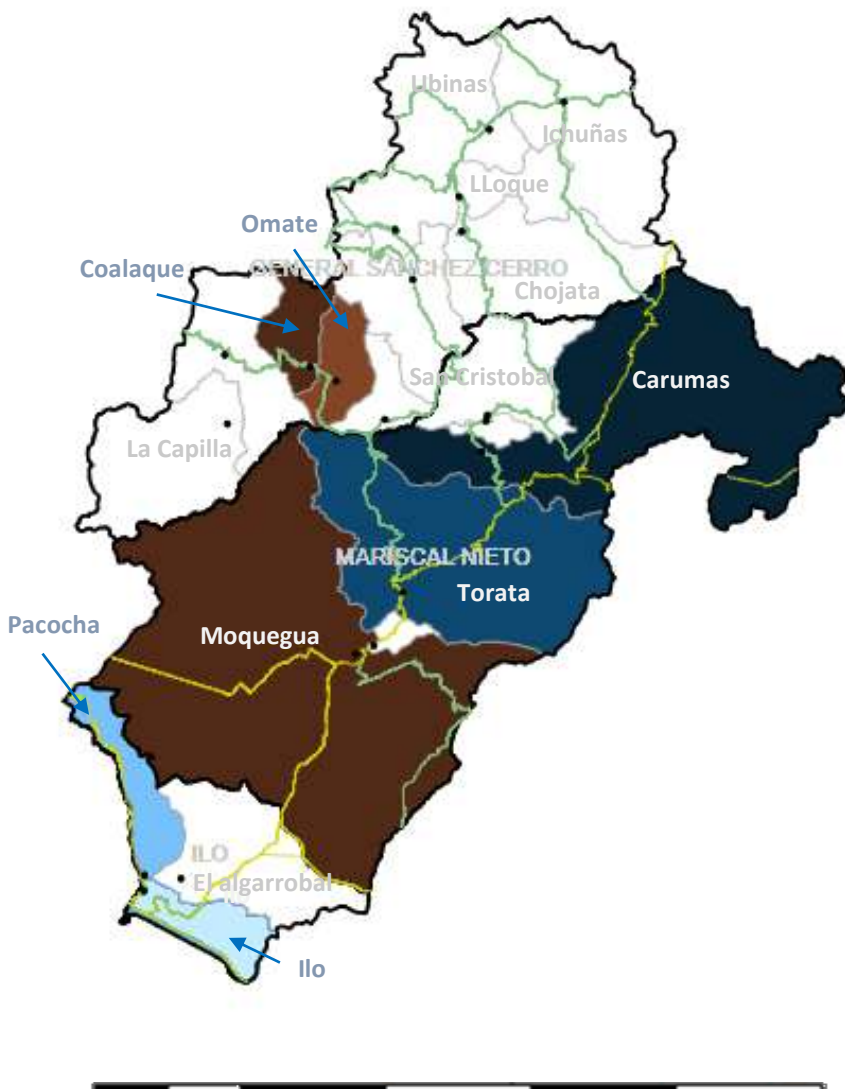 Ubinas
Ichuñas
LLoque
Omate
Coalaque
GENERAL SANCHEZ CERRO
Chojata
San Cristobal
Carumas
La Capilla
MARISCAL NIETO
Torata
Pacocha
Moquegua
ILO
El algarrobal
Ilo